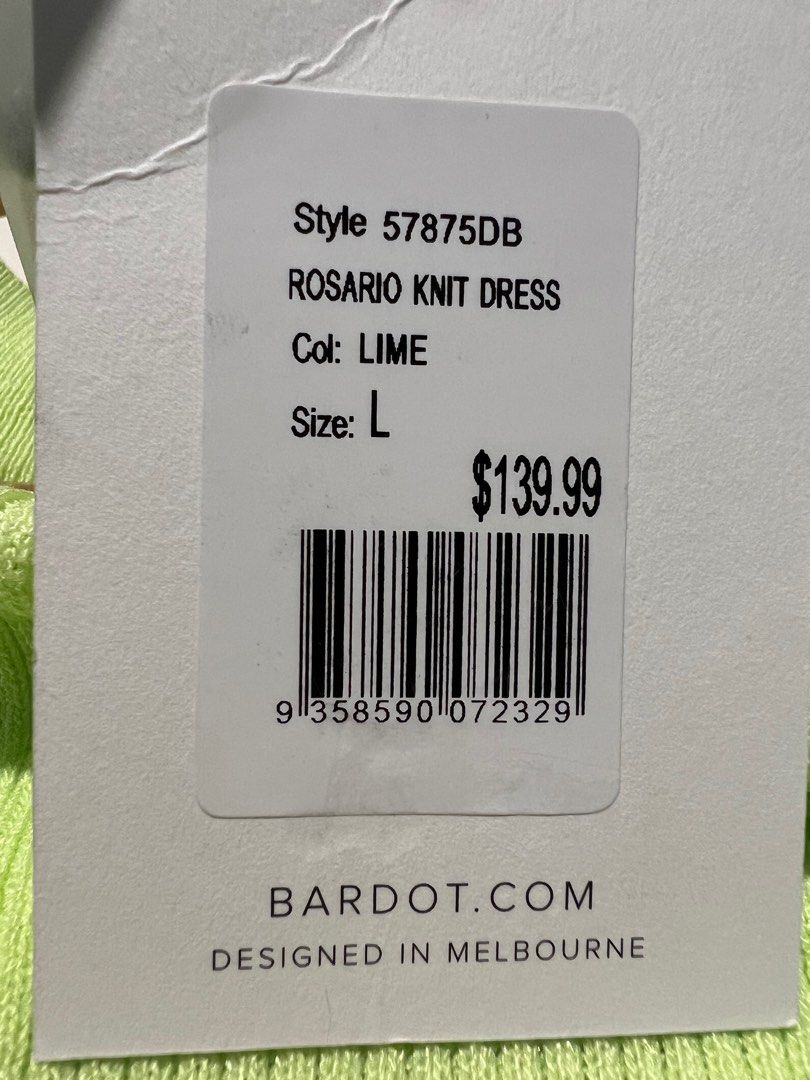 Style 57875DB
ROSARIO KNIT DRESS
Col: LIME
Size: L
$139.99
9 358590 072329
BARDOT.COM
DESIGNED IN MELBOURNE